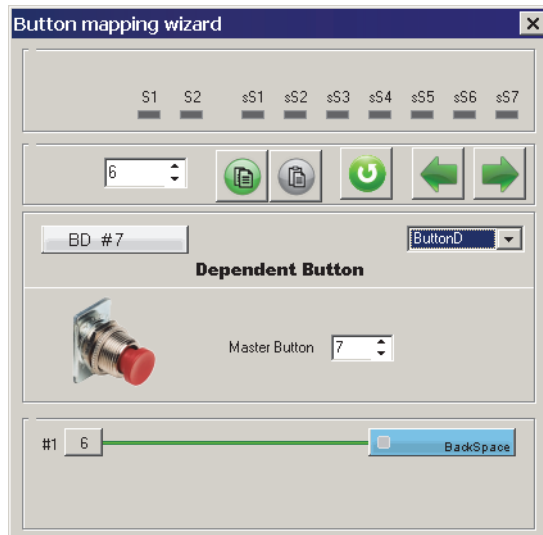 Button mapping wizard
S1 S2 sS1 sS2 sS3 sS4 sS5 sS6 sS7
6
BD #7 ButtonD
Dependent Button
Master Button 7
#1 6 BackSpace